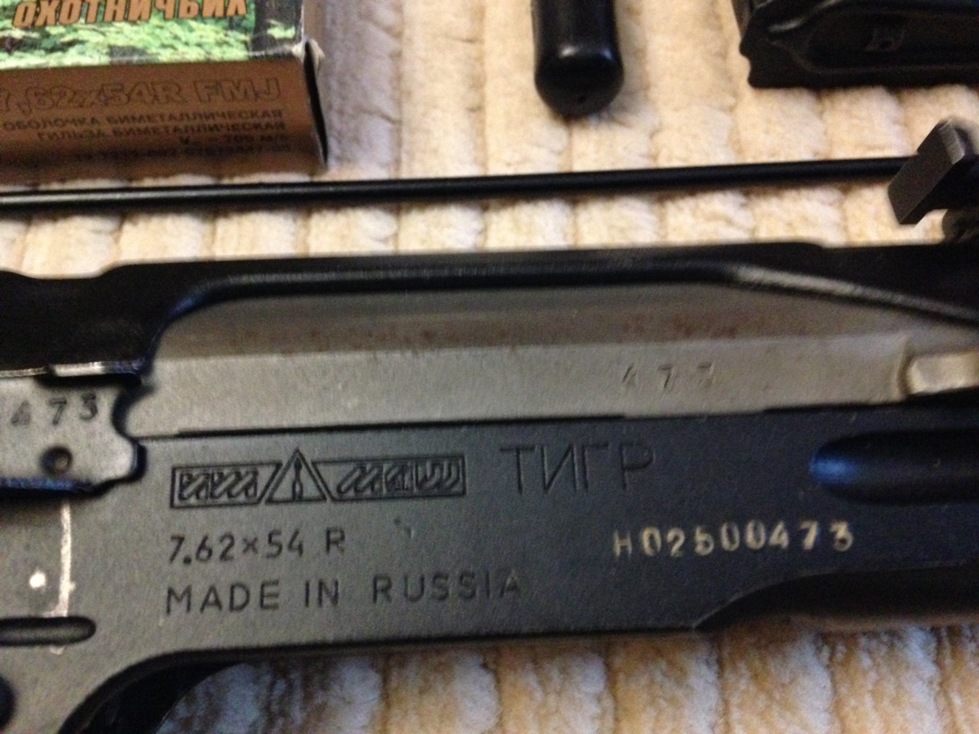 ОХОТНИЧЬИХ
7,62x54R FMJ
ОБОЛОЧКА БИМЕТАЛЛИЧЕСКАЯ
ГИЛЬЗА БИМЕТАЛЛИЧЕСКАЯ
473
473
ТИГР
7.62×54 R
H02500473
MADE IN RUSSIA